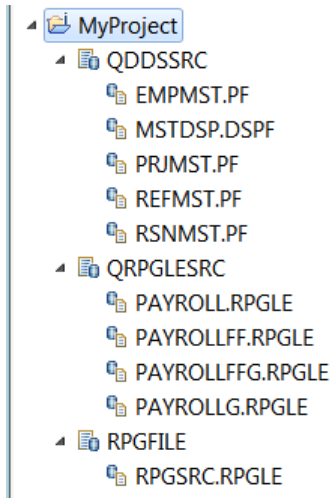 MyProject
QDDSSRC
EMPMST.PF
MSTDSP.DSPF
PRJMST.PF
REFMST.PF
RSNMST.PF
QRPGLESRC
PAYROLL.RPGLE
PAYROLLFF.RPGLE
PAYROLLFFG.RPGLE
PAYROLLG.RPGLE
RPGFILE
RPGSRC.RPGLE